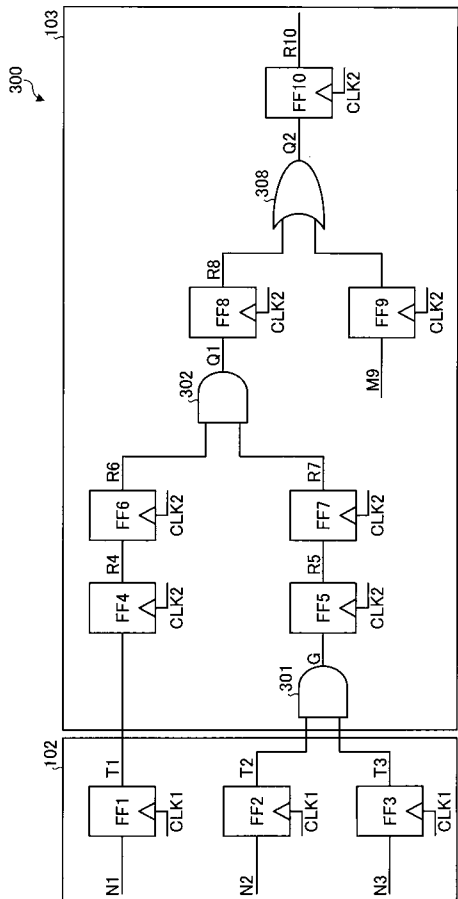 300
102
103
N1
FF1
CLK1
T1
FF4
CLK2
R4
FF6
CLK2
R6
N2
FF2
CLK1
T2
N3
FF3
CLK1
T3
301
G
FF5
CLK2
R5
FF7
CLK2
R7
302
Q1
FF8
CLK2
R8
M9
FF9
CLK2
308
Q2
FF10
CLK2
R10